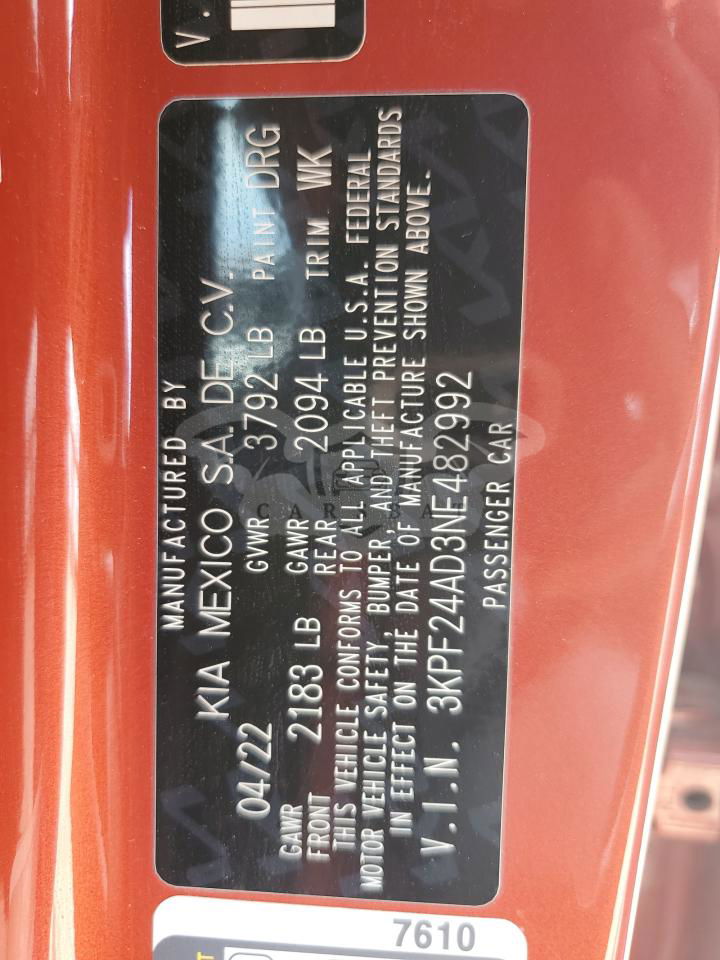 V.
MANUFACTURED BY
KIA MEXICO S.A. DE C.V.
04/22 GVWR 3792 LB PAINT DRG
GAWR FRONT 2183 LB GAWR REAR 2094 LB TRIM WK
THIS VEHICLE CONFORMS TO ALL APPLICABLE U.S.A. FEDERAL
MOTOR VEHICLE SAFETY, BUMPER, AND THEFT PREVENTION STANDARDS
IN EFFECT ON THE DATE OF MANUFACTURE SHOWN ABOVE.
V.I.N. 3KPF24AD3NE482992
PASSENGER CAR
7610